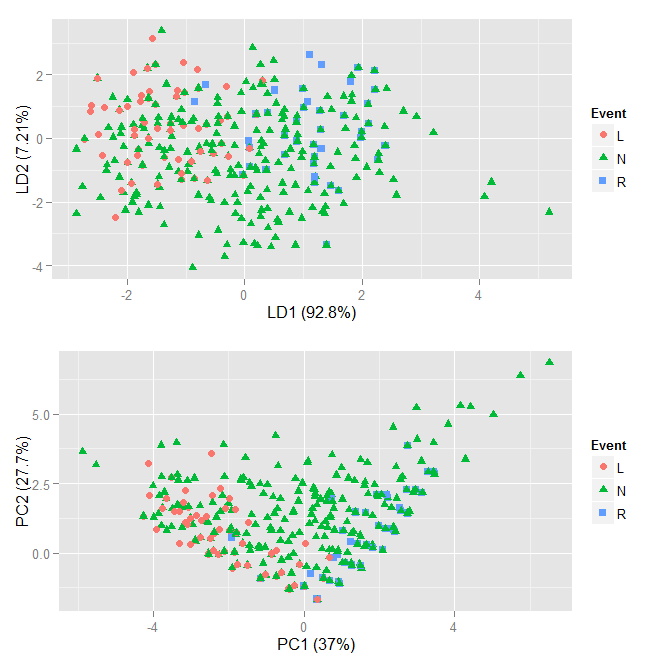 LD2 (7.21%)
2
0
-2
-4
-2
0
2
4
LD1 (92.8%)
Event
L
N
R
PC2 (27.7%)
5.0
2.5
0.0
-4
0
4
PC1 (37%)
Event
L
N
R